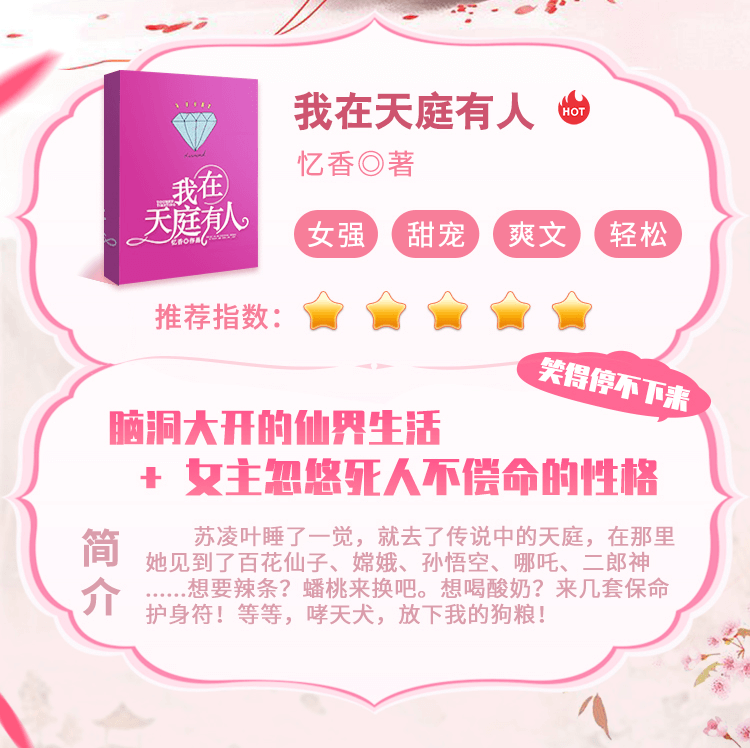 我在天庭有人
HOT
忆香◎著
我在
天庭有人
忆香◎作品
女强 甜宠 爽文 轻松
推荐指数：
笑得停不下来
脑洞大开的仙界生活
+ 女主忽悠死人不偿命的性格
简介
苏凌叶睡了一觉，就去了传说中的天庭，在那里
她见到了百花仙子、嫦娥、孙悟空、哪吒、二郎神
......想要辣条？蟠桃来换吧。想喝酸奶？来几套保命
护身符！等等，哮天犬，放下我的狗粮！